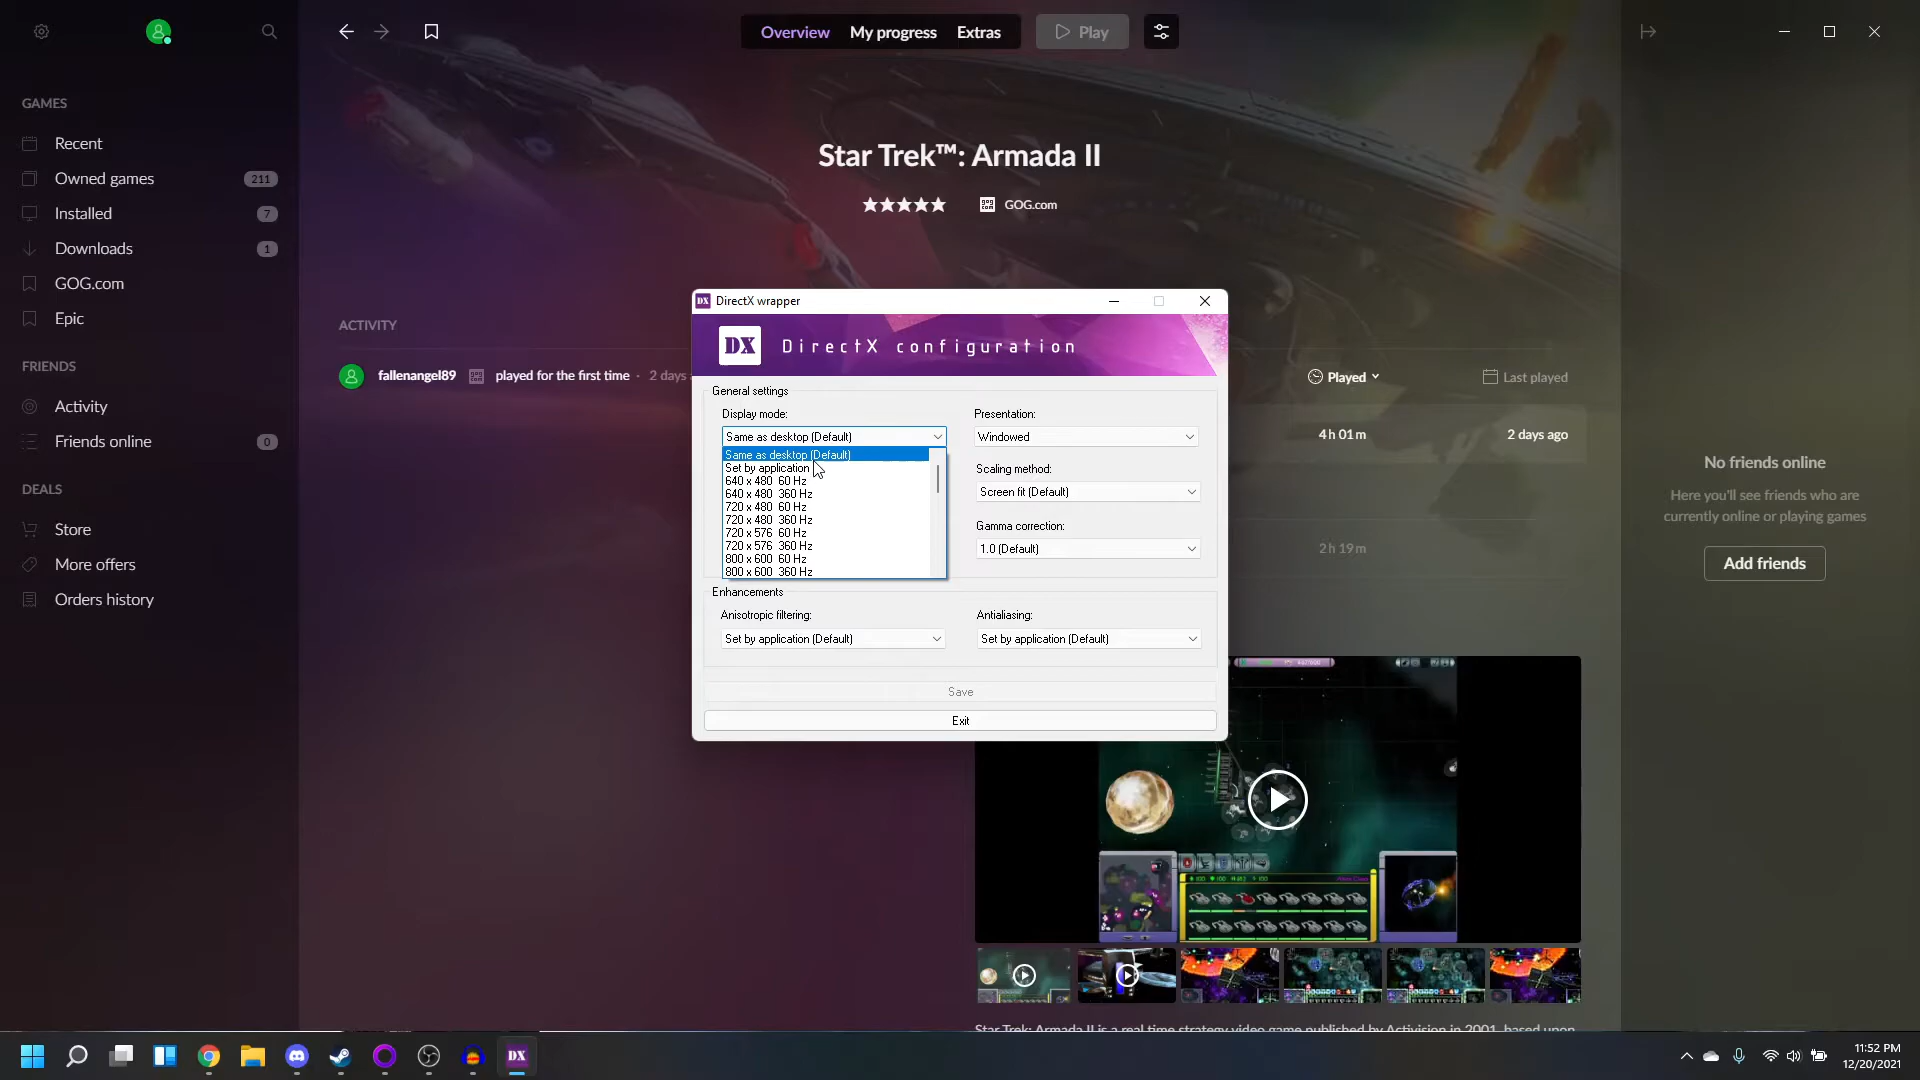 Overview
My progress
Extras
Play
GAMES
Recent
Owned games
211
Installed
7
Downloads
1
GOG.com
Epic
FRIENDS
Activity
Friends online
0
DEALS
Store
More offers
Orders history
Star Trek™: Armada II
GOG.com
ACTIVITY
fallenangel89
played for the first time
· 2 days
Played
Last played
4h01m
2 days ago
2h19m
DX
DirectX wrapper
DX
DirectX configuration
General settings
Display mode:
Same as desktop (Default)
Same as desktop (Default)
Set by application
640 x 480 60 Hz
640 x 480 360 Hz
720 x 480 60 Hz
720 x 480 360 Hz
720 x 576 60 Hz
720 x 576 360 Hz
800 x 600 60 Hz
800 x 600 360 Hz
Presentation:
Windowed
Scaling method:
Screen fit (Default)
Gamma correction:
1.0 (Default)
Enhancements
Anisotropic filtering:
Set by application (Default)
Antialiasing:
Set by application (Default)
Save
Exit
No friends online
Here you'll see friends who are
currently online or playing games
Add friends
Star Trek: Armada II is a real time strategy video game published by Activision in 2001, based upon
DX
11:52 PM
12/20/2021